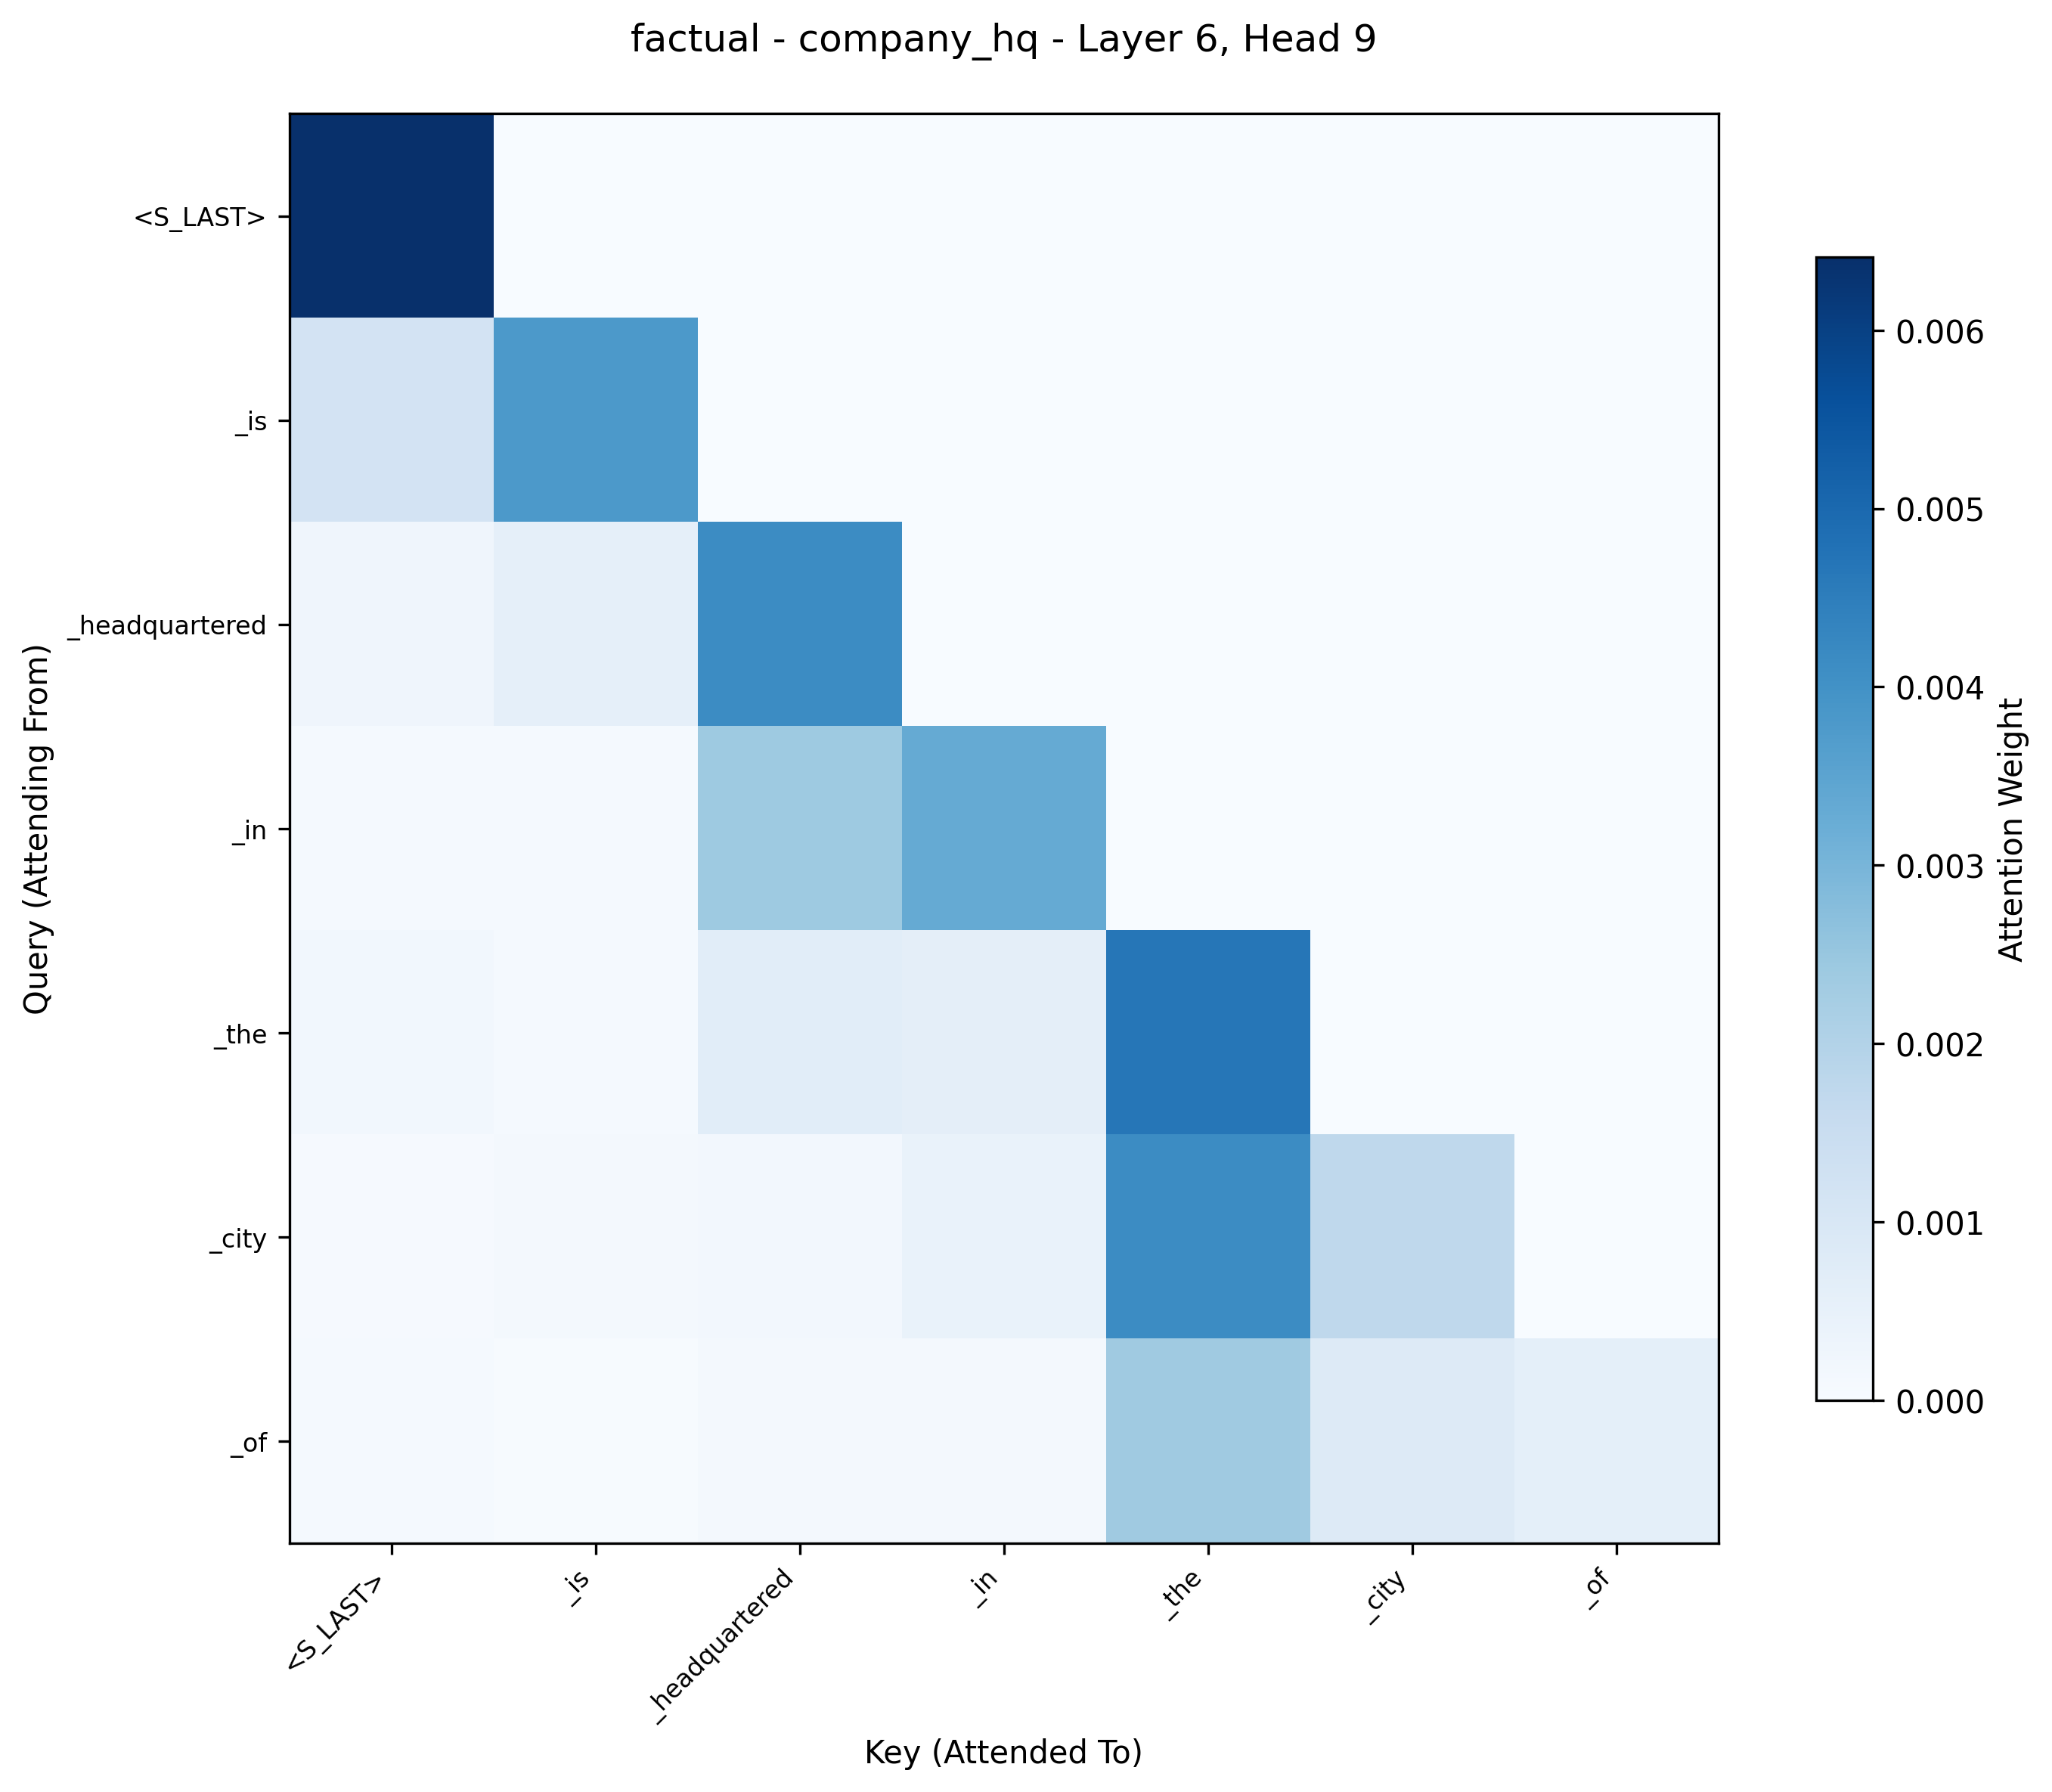 factual - company_hq - Layer 6, Head 9
Query (Attending From)
<S_LAST>
_is
_headquartered
_in
_the
_city
_of
<S_LAST>
_is
_headquartered
_in
_the
_city
_of
Key (Attended To)
0.006
0.005
0.004
0.003
0.002
0.001
0.000
Attention Weight